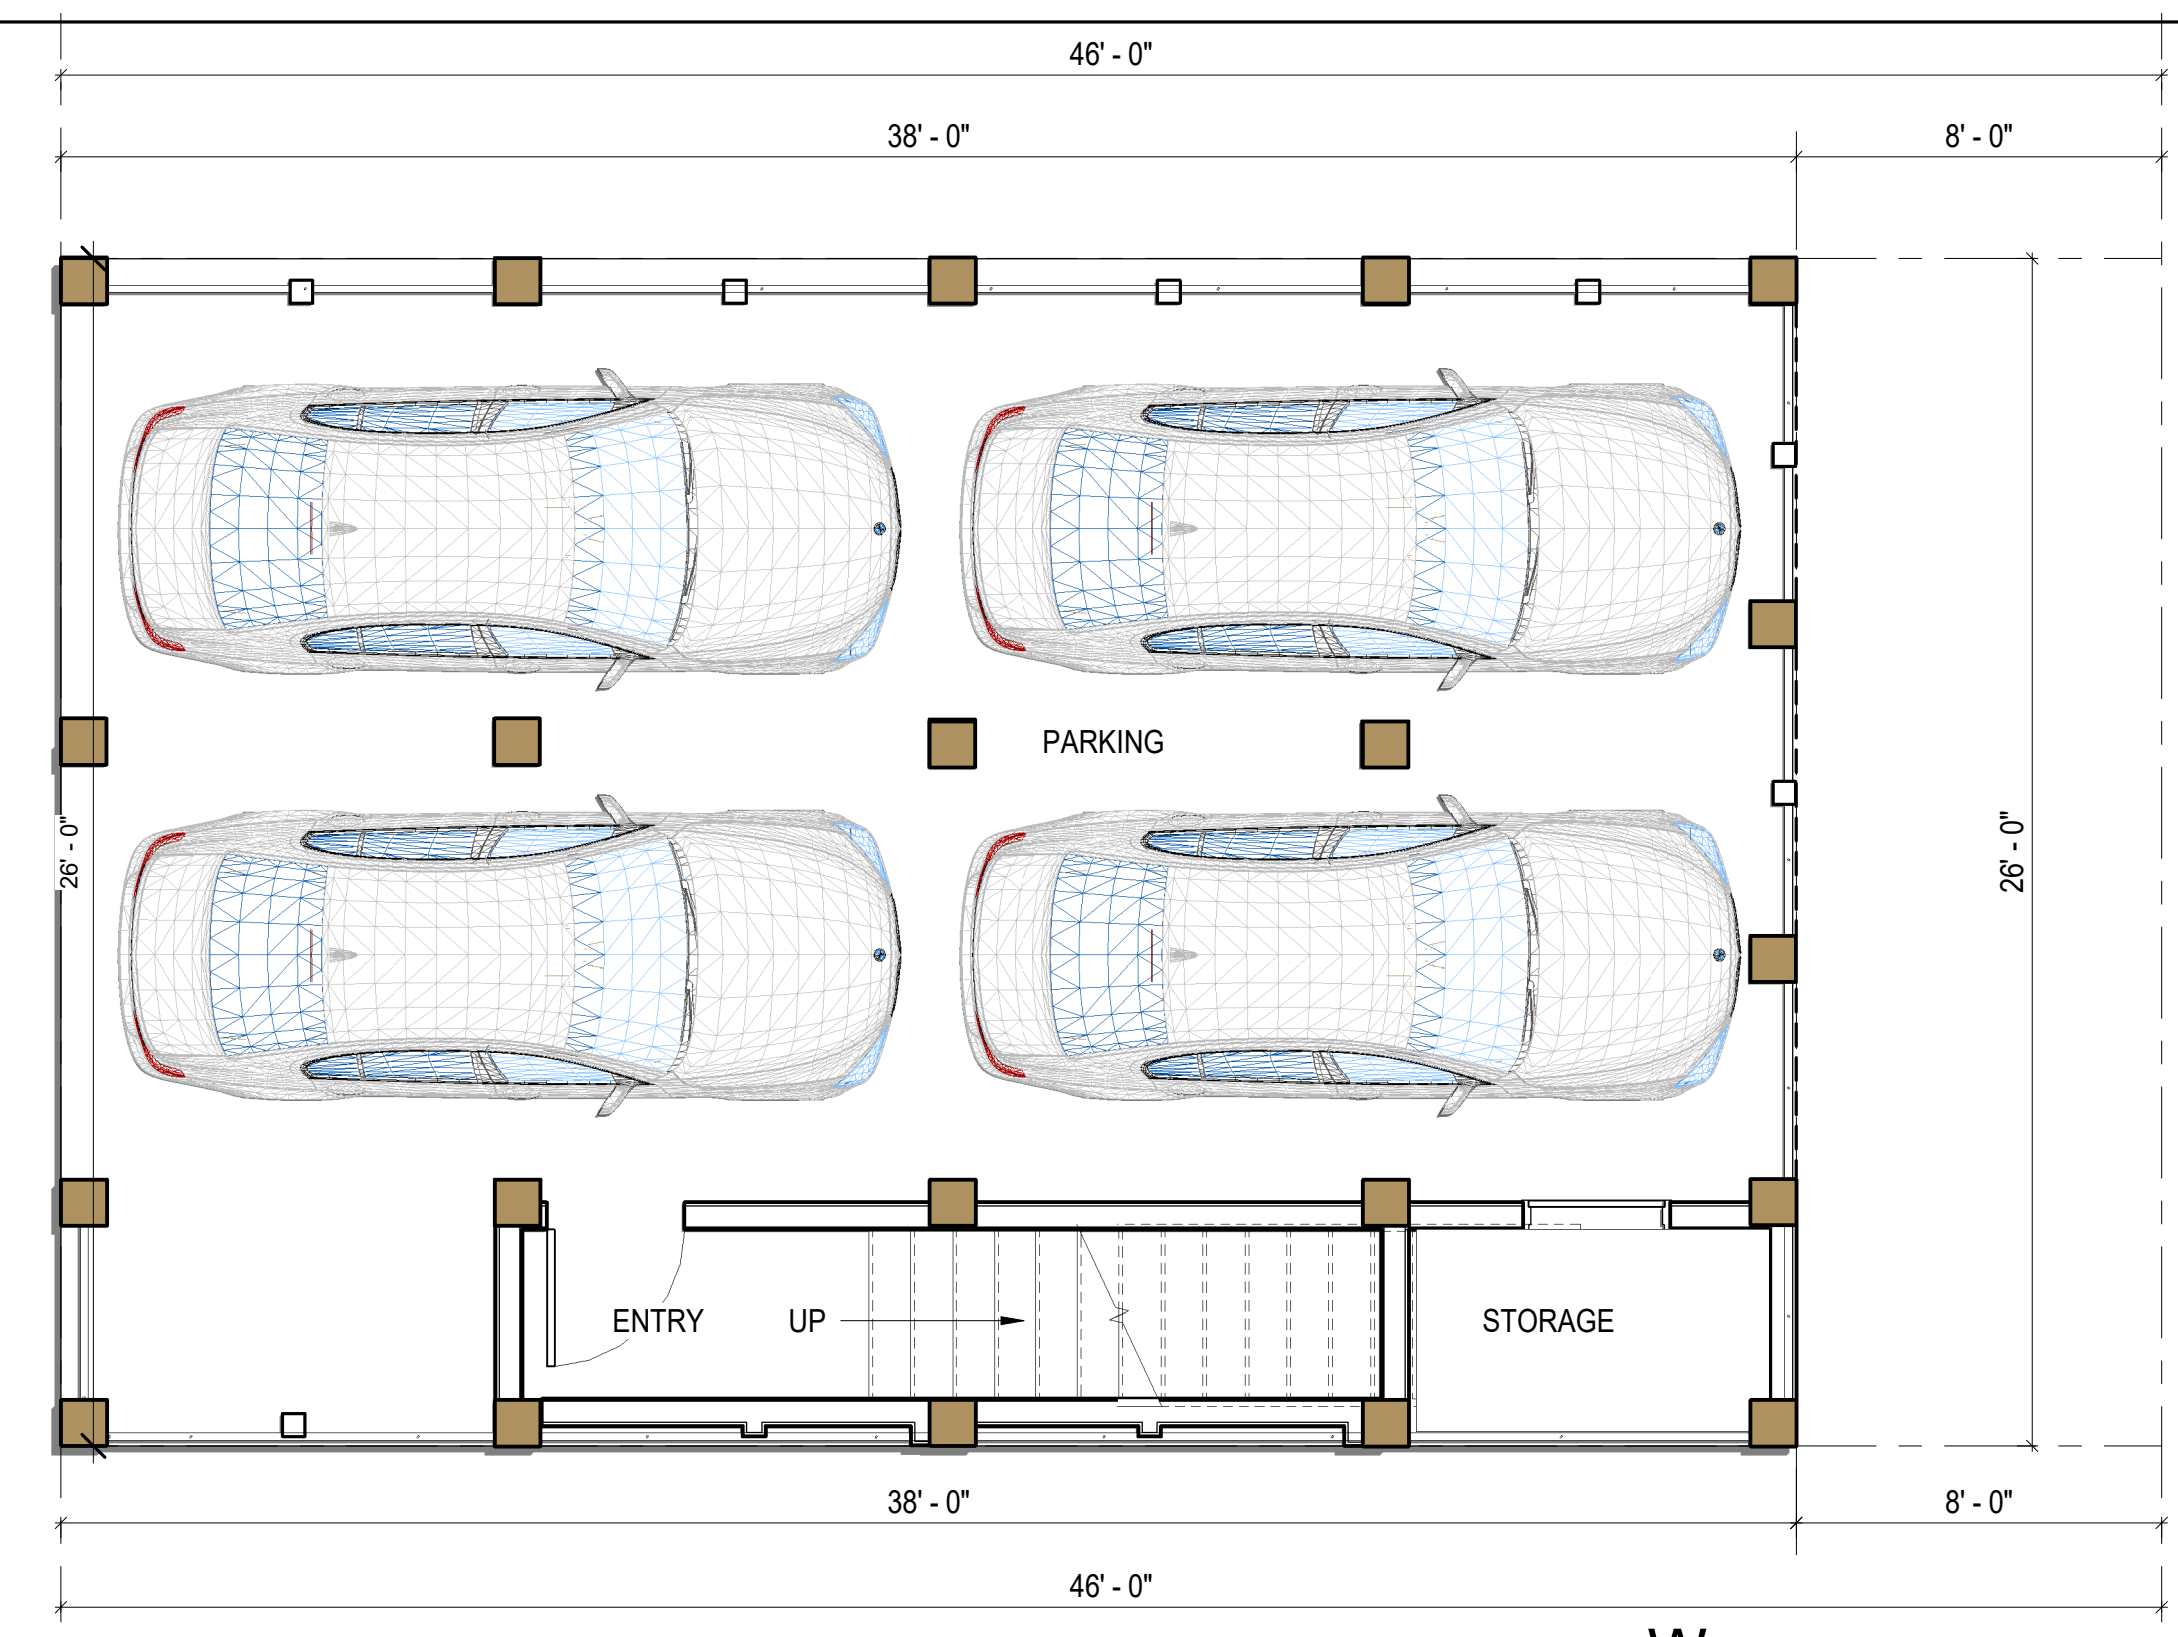 46' - 0"
38' - 0"
8' - 0"
PARKING
26' - 0"
26' - 0"
ENTRY
UP
STORAGE
38' - 0"
8' - 0"
46' - 0"